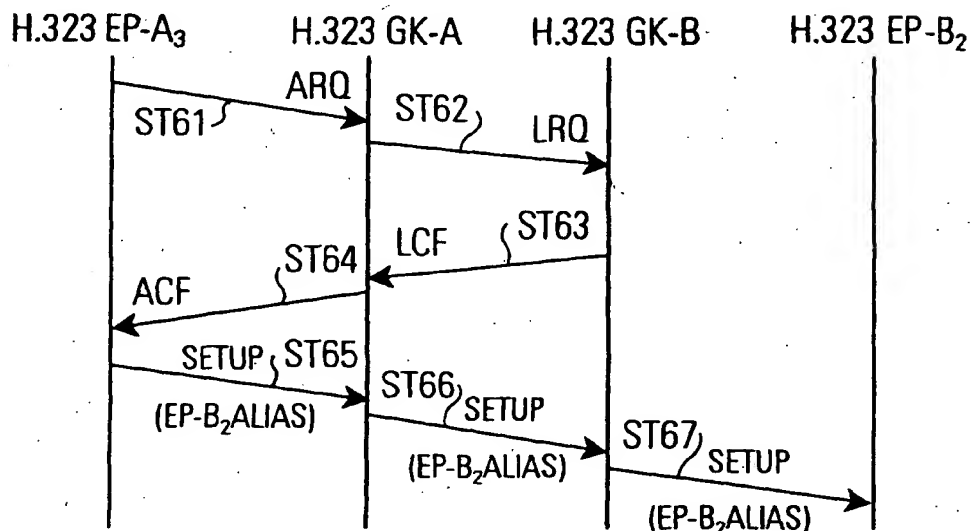 H.323 EP-A₃ H.323 GK-A H.323 GK-B H.323 EP-B₂
ARQ
ST61
ST62
LRQ
ST63
LCF
ST64
ACF
SETUP ST65
(EP-B₂ALIAS)
ST66
SETUP
(EP-B₂ALIAS)
ST67
SETUP
(EP-B₂ALIAS)